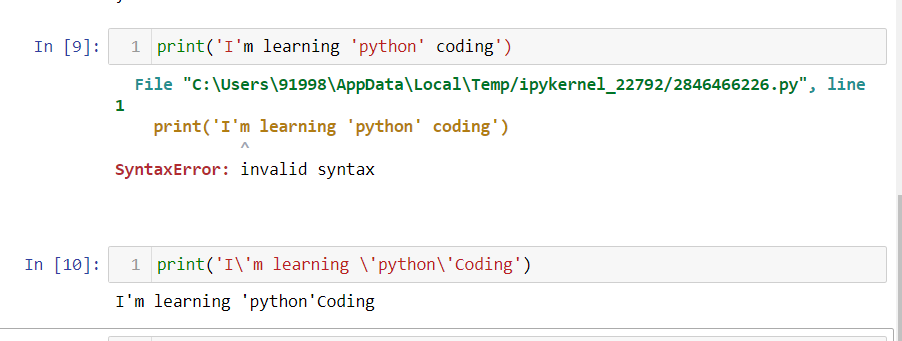 In [9]: 1 print('I'm learning 'python' coding')
File "C:\Users\91998\AppData\Local\Temp/ipykernel_22792/2846466226.py", line
1
print('I'm learning 'python' coding')
^
SyntaxError: invalid syntax
In [10]: 1 print('I\'m learning \'python\'Coding')
I'm learning 'python'Coding